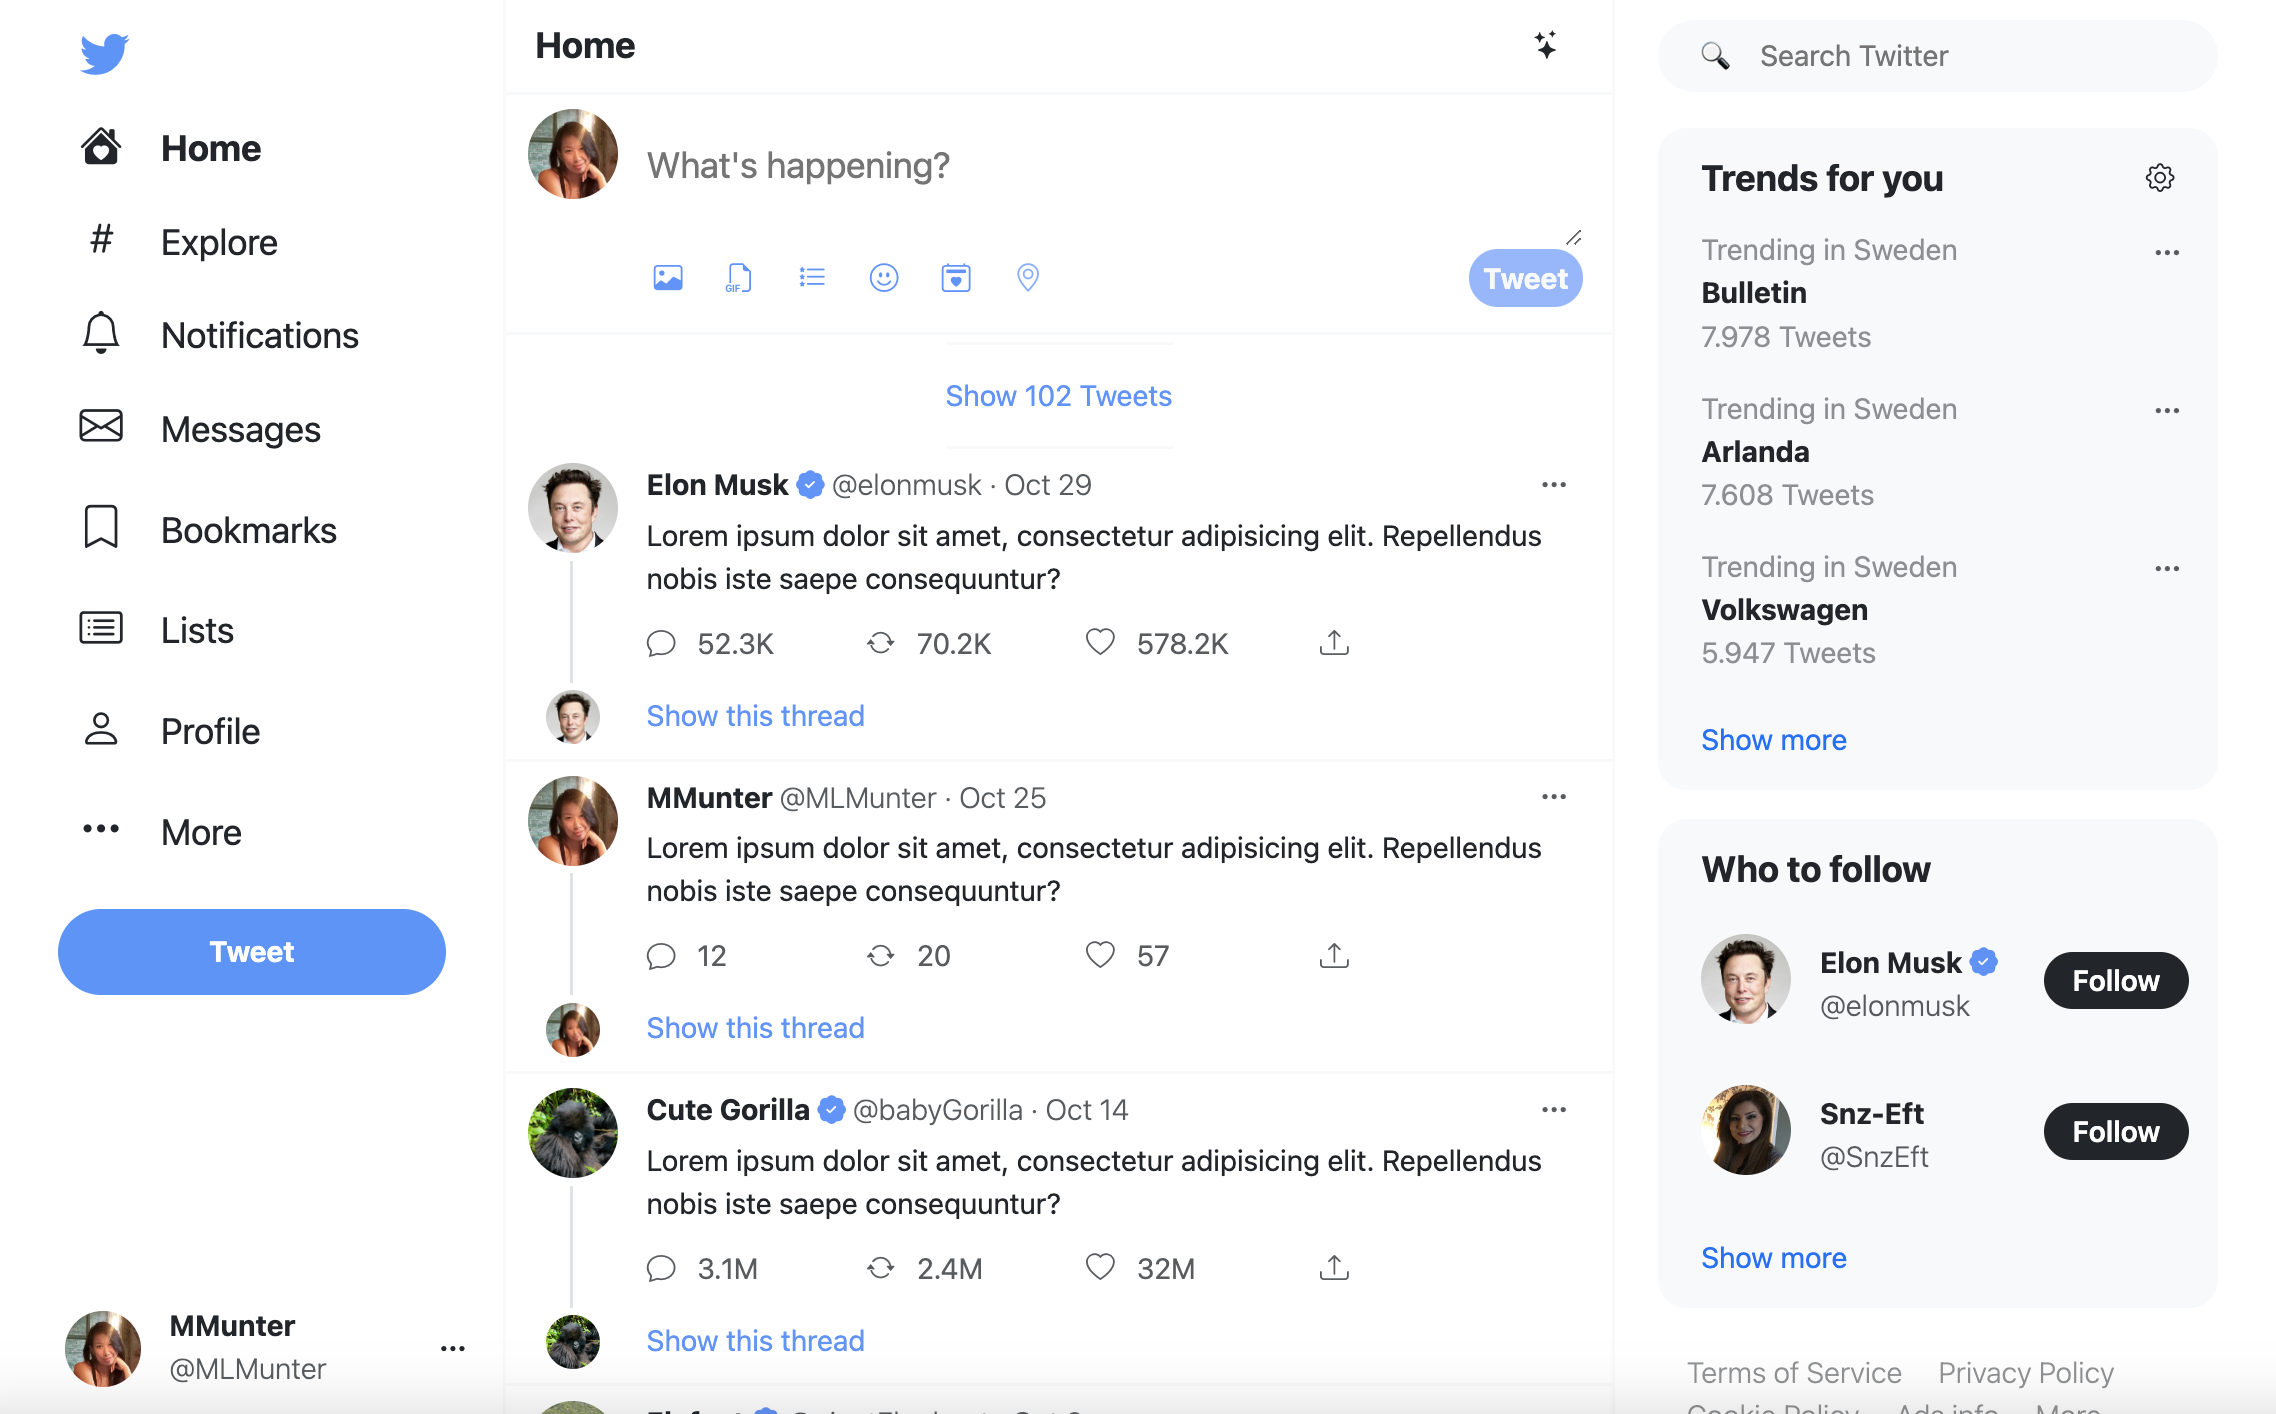 Home
Explore
Notifications
Messages
Bookmarks
Lists
Profile
More
Tweet
MMunter
@MLMunter
Home
What's happening?
GIF
Tweet
Show 102 Tweets
Elon Musk @elonmusk · Oct 29
Lorem ipsum dolor sit amet, consectetur adipisicing elit. Repellendus
nobis iste saepe consequuntur?
52.3K 70.2K 578.2K
Show this thread
MMunter @MLMunter · Oct 25
Lorem ipsum dolor sit amet, consectetur adipisicing elit. Repellendus
nobis iste saepe consequuntur?
12 20 57
Show this thread
Cute Gorilla @babyGorilla · Oct 14
Lorem ipsum dolor sit amet, consectetur adipisicing elit. Repellendus
nobis iste saepe consequuntur?
3.1M 2.4M 32M
Show this thread
Search Twitter
Trends for you
Trending in Sweden
Bulletin
7.978 Tweets
Trending in Sweden
Arlanda
7.608 Tweets
Trending in Sweden
Volkswagen
5.947 Tweets
Show more
Who to follow
Elon Musk
@elonmusk
Follow
Snz-Eft
@SnzEft
Follow
Show more
Terms of Service Privacy Policy
Cookie Policy Ads info More